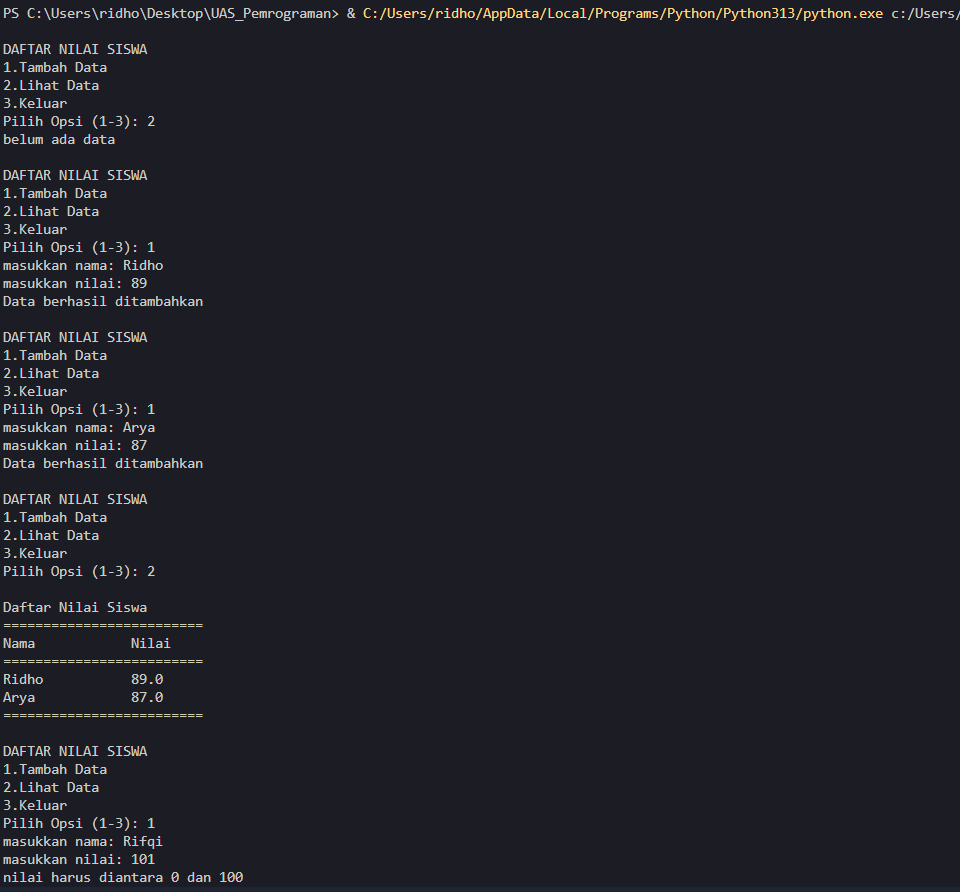 PS C:\Users\ridho\Desktop\UAS_Pemrograman> & C:/Users/ridho/AppData/Local/Programs/Python/Python313/python.exe c:/Users/
DAFTAR NILAI SISWA
1.Tambah Data
2.Lihat Data
3.Keluar
Pilih Opsi (1-3): 2
belum ada data
DAFTAR NILAI SISWA
1.Tambah Data
2.Lihat Data
3.Keluar
Pilih Opsi (1-3): 1
masukkan nama: Ridho
masukkan nilai: 89
Data berhasil ditambahkan
DAFTAR NILAI SISWA
1.Tambah Data
2.Lihat Data
3.Keluar
Pilih Opsi (1-3): 1
masukkan nama: Arya
masukkan nilai: 87
Data berhasil ditambahkan
DAFTAR NILAI SISWA
1.Tambah Data
2.Lihat Data
3.Keluar
Pilih Opsi (1-3): 2
Daftar Nilai Siswa
=========================
Nama            Nilai
=========================
Ridho           89.0
Arya            87.0
=========================
DAFTAR NILAI SISWA
1.Tambah Data
2.Lihat Data
3.Keluar
Pilih Opsi (1-3): 1
masukkan nama: Rifqi
masukkan nilai: 101
nilai harus diantara 0 dan 100